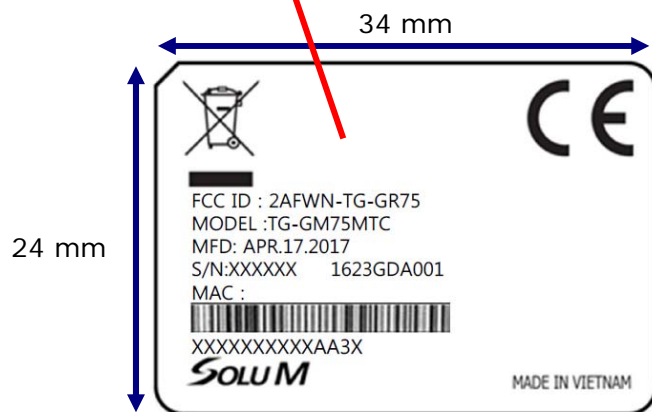 34 mm
24 mm
CE
FCC ID : 2AFWN-TG-GR75
MODEL :TG-GM75MTC
MFD: APR.17.2017
S/N:XXXXXX 1623GDA001
MAC :
XXXXXXXXXXAA3X
SOLUM
MADE IN VIETNAM